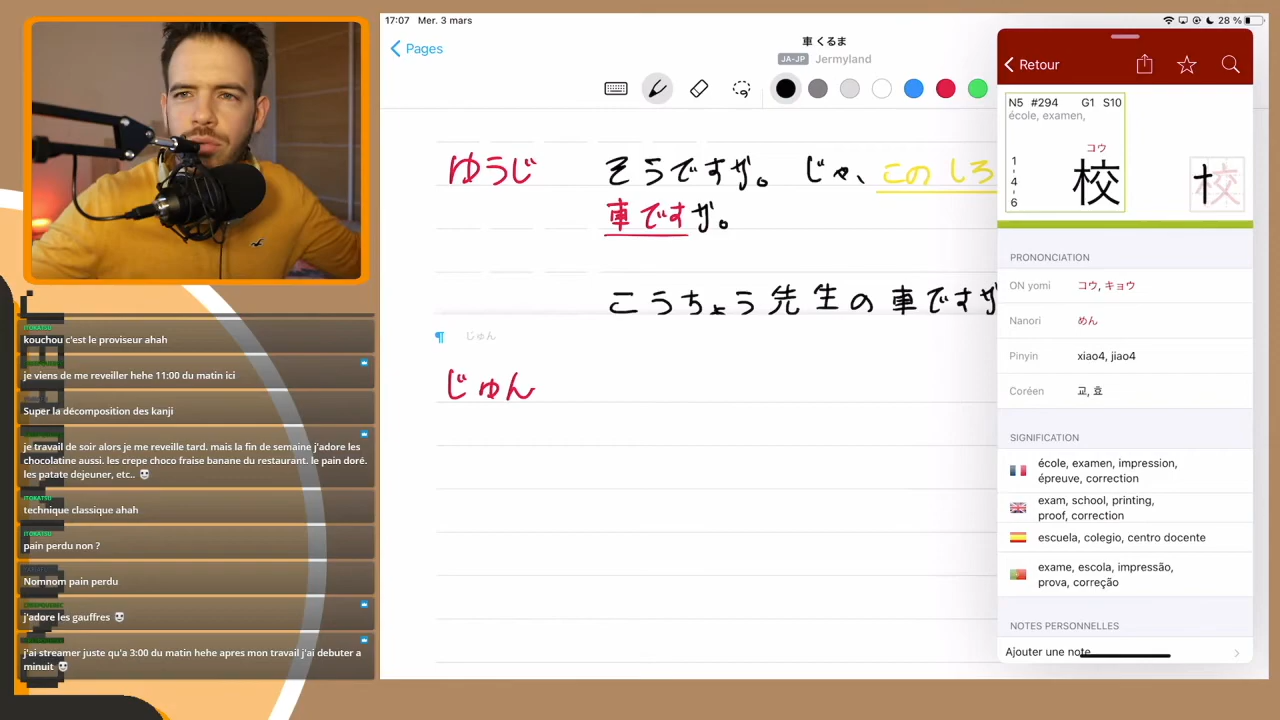 17:07 Mer. 3 mars
28 %
Pages
車 くるま
JA-JP Jermyland
ゆうじ そうですか。 じゃ、このしろ
車ですか。
こうちょう先生の車ですか
¶ じゅん
じゅん
Retour
N5 #294 G1 S10
école, examen,
コウ
1
4
6
校
校
PRONONCIATION
ON yomi コウ, キョウ
Nanori めん
Pinyin xiao4, jiao4
Coréen 교, 효
SIGNIFICATION
école, examen, impression,
épreuve, correction
exam, school, printing,
proof, correction
escuela, colegio, centro docente
exame, escola, impressão,
prova, correção
NOTES PERSONNELLES
Ajouter une note
ITOKATSU
kouchou c'est le proviseur ahah
je viens de me reveiller hehe 11:00 du matin ici
Super la décomposition des kanji
je travail de soir alors je me reveille tard. mais la fin de semaine j'adore les
chocolatine aussi. les crepe choco fraise banane du restaurant. le pain doré.
les patate dejeuner, etc..
ITOKATSU
technique classique ahah
ITOKATSU
pain perdu non ?
Nomnom pain perdu
j'adore les gauffres
j'ai streamer juste qu'a 3:00 du matin hehe apres mon travail j'ai debuter a
minuit